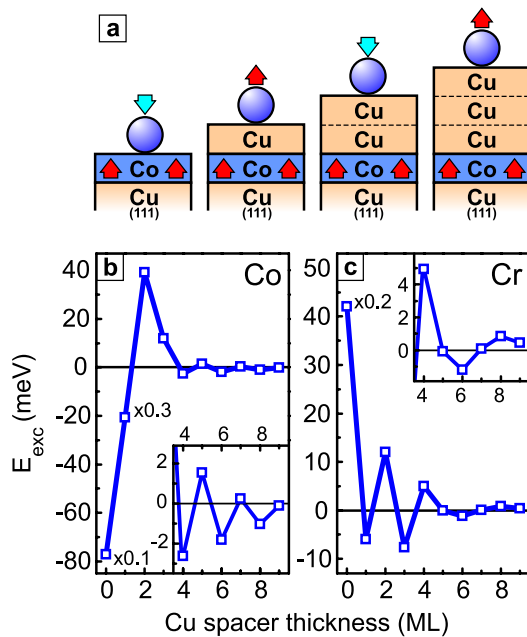 a
Cu
Cu Cu
Cu Cu Cu
Co Co Co Co
Cu Cu Cu Cu
(111) (111) (111) (111)
b Co
c Cr
E_exc (meV)
40
20
0
-20
-40
-60
-80
x0.3
x0.1
0 2 4 6 8
4 6 8
2
0
-2
50
40
30
20
10
0
-10
x0.2
4
2
0
4 6 8
0 2 4 6 8
Cu spacer thickness (ML)